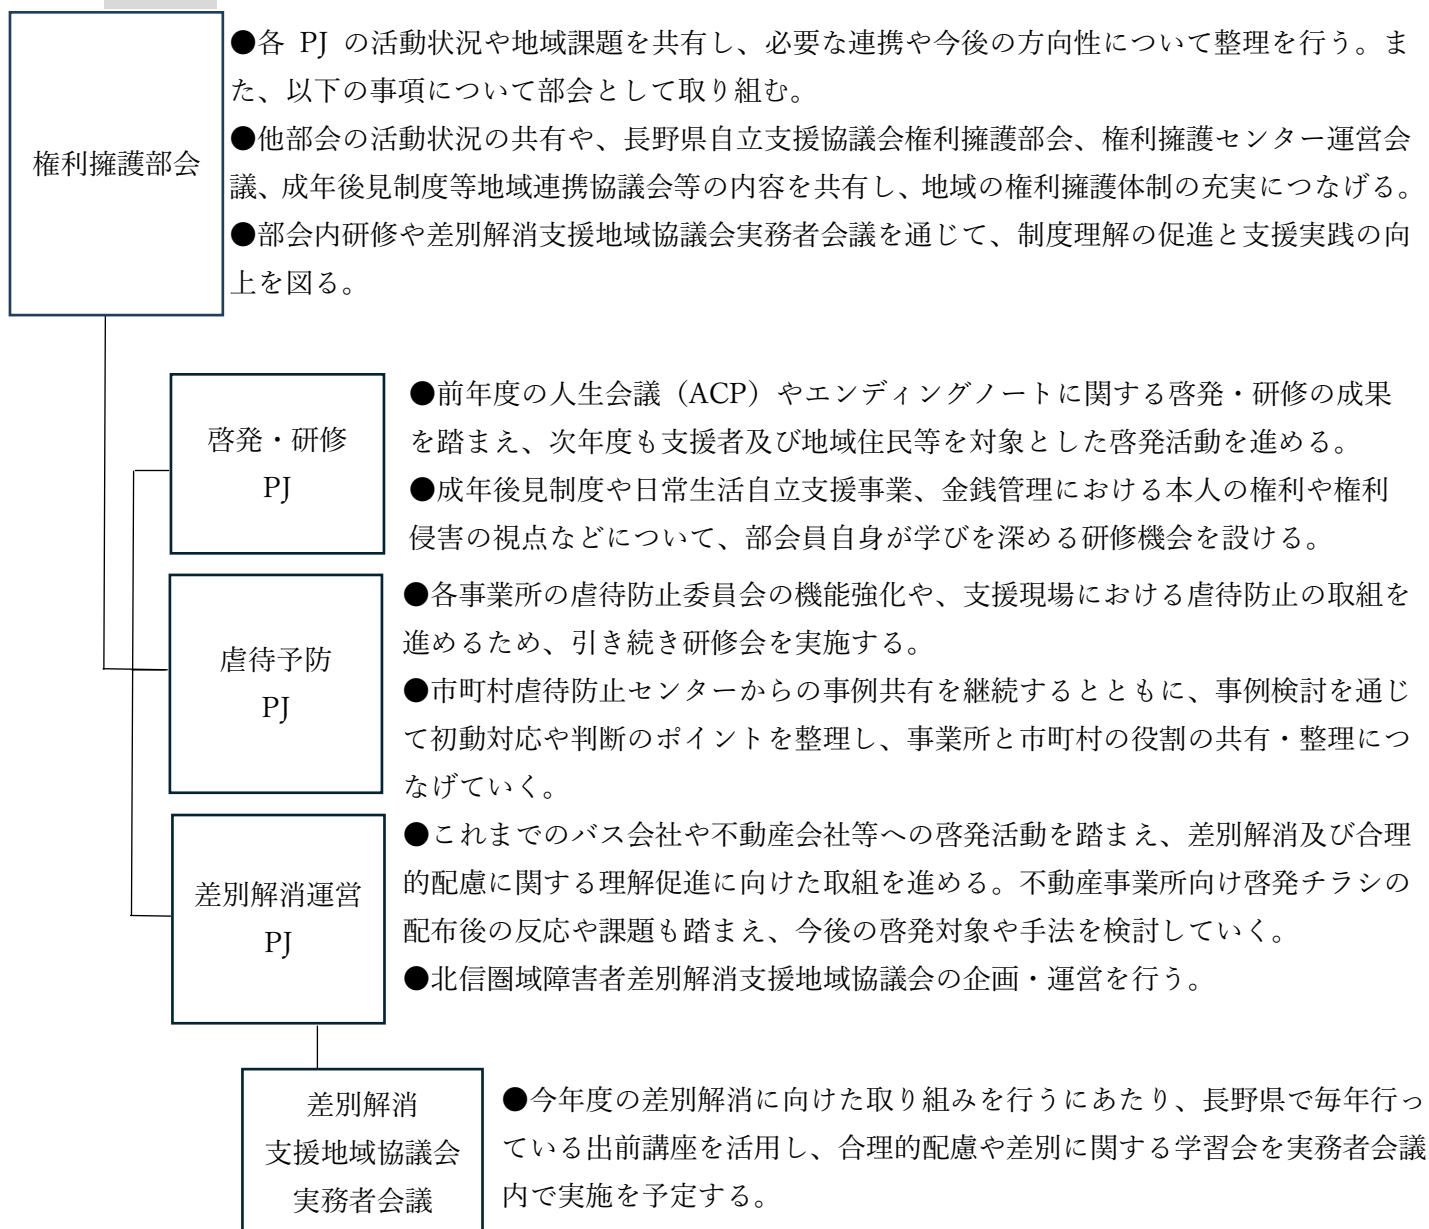 権利擁護部会
●各 PJ の活動状況や地域課題を共有し、必要な連携や今後の方向性について整理を行う。ま
た、以下の事項について部会として取り組む。
●他部会の活動状況の共有や、長野県自立支援協議会権利擁護部会、権利擁護センター運営会
議、成年後見制度等地域連携協議会等の内容を共有し、地域の権利擁護体制の充実につなげる。
●部会内研修や差別解消支援地域協議会実務者会議を通じて、制度理解の促進と支援実践の向
上を図る。
啓発・研修
PJ
●前年度の人生会議（ACP）やエンディングノートに関する啓発・研修の成果
を踏まえ、次年度も支援者及び地域住民等を対象とした啓発活動を進める。
●成年後見制度や日常生活自立支援事業、金銭管理における本人の権利や権利
侵害の視点などについて、部会員自身が学びを深める研修機会を設ける。
虐待予防
PJ
●各事業所の虐待防止委員会の機能強化や、支援現場における虐待防止の取組を
進めるため、引き続き研修会を実施する。
●市町村虐待防止センターからの事例共有を継続するとともに、事例検討を通じ
て初動対応や判断のポイントを整理し、事業所と市町村の役割の共有・整理につ
なげていく。
差別解消運営
PJ
●これまでのバス会社や不動産会社等への啓発活動を踏まえ、差別解消及び合理
的配慮に関する理解促進に向けた取組を進める。不動産事業所向け啓発チラシの
配布後の反応や課題も踏まえ、今後の啓発対象や手法を検討していく。
●北信圏域障害者差別解消支援地域協議会の企画・運営を行う。
差別解消
支援地域協議会
実務者会議
●今年度の差別解消に向けた取り組みを行うにあたり、長野県で毎年行っ
ている出前講座を活用し、合理的配慮や差別に関する学習会を実務者会議
内で実施を予定する。